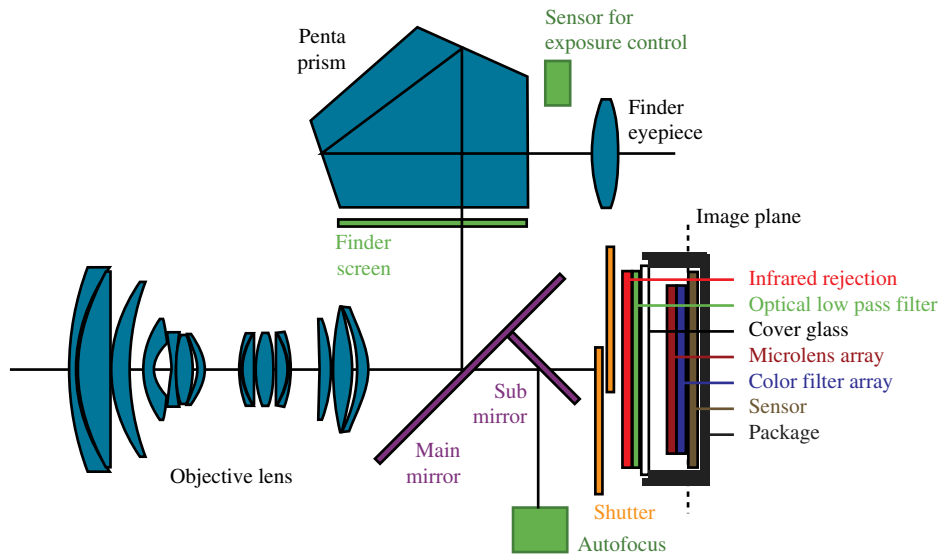 Sensor for
exposure control
Penta
prism
Finder
eyepiece
Image plane
Finder
screen
Infrared rejection
Optical low pass filter
Cover glass
Microlens array
Color filter array
Sensor
Package
Sub
mirror
Main
mirror
Objective lens
Shutter
Autofocus